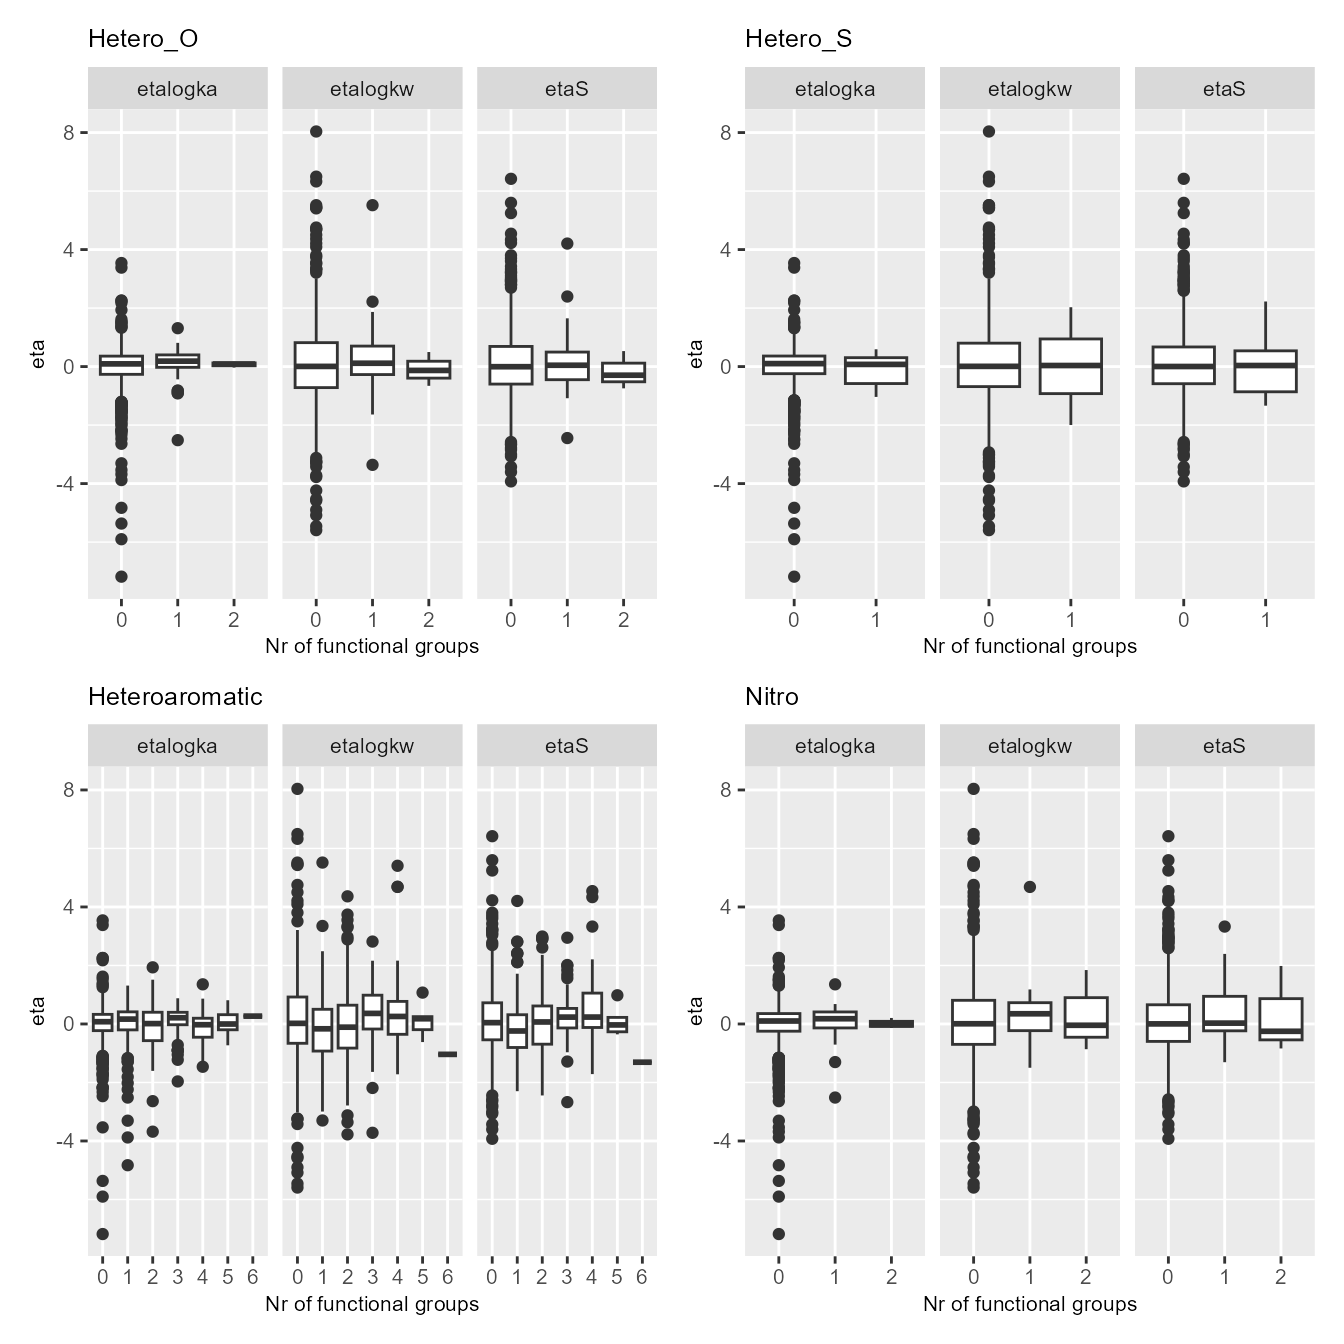 Hetero_O
etalogka etalogkw etaS
8
4
0
-4
eta
0 1 2 0 1 2 0 1 2
Nr of functional groups
Hetero_S
etalogka etalogkw etaS
8
4
0
-4
eta
0 1 0 1 0 1
Nr of functional groups
Heteroaromatic
etalogka etalogkw etaS
8
4
0
-4
eta
0 1 2 3 4 5 6 0 1 2 3 4 5 6 0 1 2 3 4 5 6
Nr of functional groups
Nitro
etalogka etalogkw etaS
8
4
0
-4
eta
0 1 2 0 1 2 0 1 2
Nr of functional groups